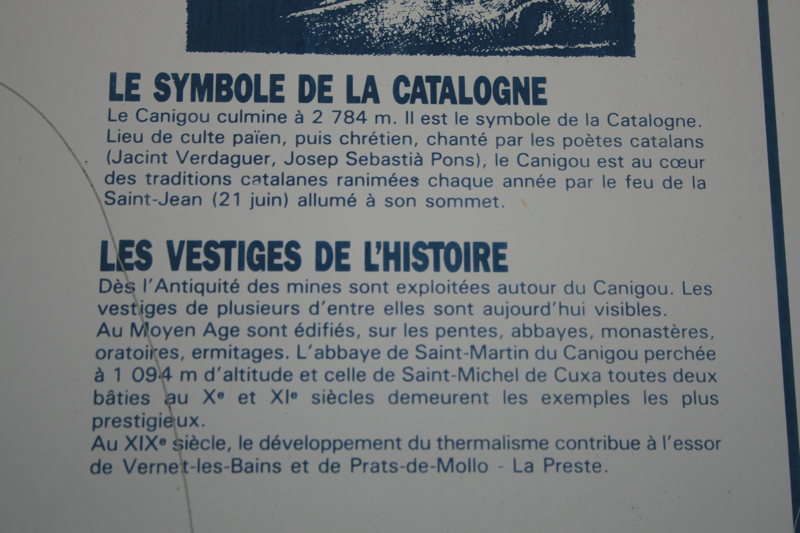 LE SYMBOLE DE LA CATALOGNE
Le Canigou culmine à 2 784 m. Il est le symbole de la Catalogne.
Lieu de culte païen, puis chrétien, chanté par les poètes catalans
(Jacint Verdaguer, Josep Sebastià Pons), le Canigou est au cœur
des traditions catalanes ranimées chaque année par le feu de la
Saint-Jean (21 juin) allumé à son sommet.
LES VESTIGES DE L'HISTOIRE
Dès l'Antiquité des mines sont exploitées autour du Canigou. Les
vestiges de plusieurs d'entre elles sont aujourd'hui visibles.
Au Moyen Age sont édifiés, sur les pentes, abbayes, monastères,
oratoires, ermitages. L'abbaye de Saint-Martin du Canigou perchée
à 1 094 m d'altitude et celle de Saint-Michel de Cuxa toutes deux
bâties au Xᵉ et XIᵉ siècles demeurent les exemples les plus
prestigieux.
Au XIXᵉ siècle, le développement du thermalisme contribue à l'essor
de Vernet-les-Bains et de Prats-de-Mollo - La Preste.